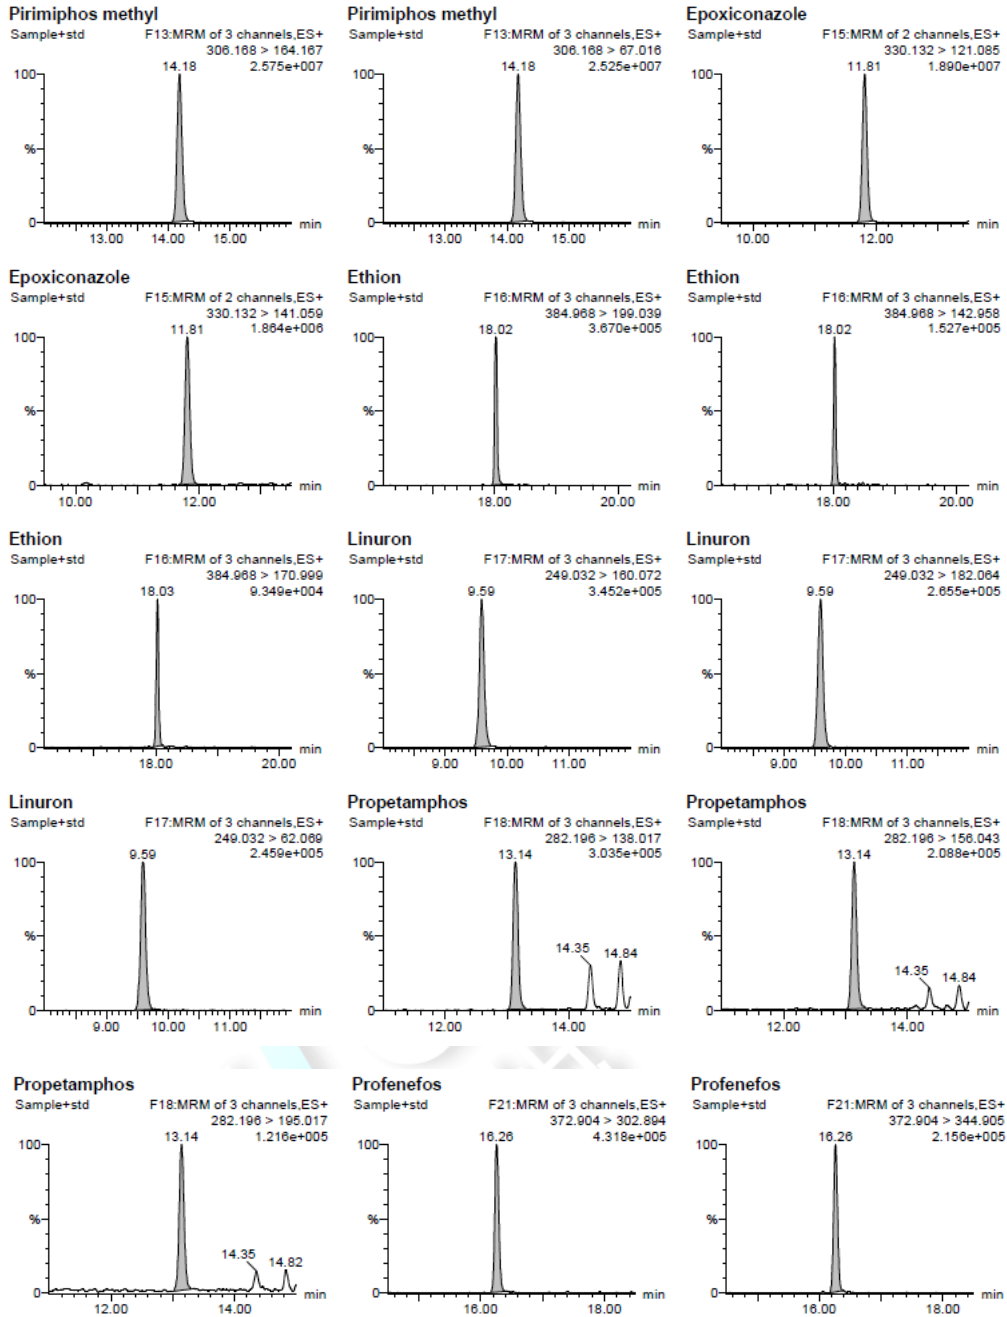 Pirimiphos methyl
Sample+std F13:MRM of 3 channels,ES+
306.168 > 164.167
14.18 2.575e+007
100
%
0
min
13.00 14.00 15.00
Pirimiphos methyl
Sample+std F13:MRM of 3 channels,ES+
306.168 > 67.016
14.18 2.525e+007
100
%
0
min
13.00 14.00 15.00
Epoxiconazole
Sample+std F15:MRM of 2 channels,ES+
330.132 > 121.085
11.81 1.890e+007
100
%
0
min
10.00 12.00
Epoxiconazole
Sample+std F15:MRM of 2 channels,ES+
330.132 > 141.059
11.81 1.864e+006
100
%
0
min
10.00 12.00
Ethion
Sample+std F16:MRM of 3 channels,ES+
384.968 > 199.039
18.02 3.670e+005
100
%
0
min
18.00 20.00
Ethion
Sample+std F16:MRM of 3 channels,ES+
384.968 > 142.958
18.02 1.527e+005
100
%
0
min
18.00 20.00
Ethion
Sample+std F16:MRM of 3 channels,ES+
384.968 > 170.999
18.03 9.349e+004
100
%
0
min
18.00 20.00
Linuron
Sample+std F17:MRM of 3 channels,ES+
249.032 > 160.072
9.59 3.452e+005
100
%
0
min
9.00 10.00 11.00
Linuron
Sample+std F17:MRM of 3 channels,ES+
249.032 > 182.064
9.59 2.655e+005
100
%
0
min
9.00 10.00 11.00
Linuron
Sample+std F17:MRM of 3 channels,ES+
249.032 > 62.069
9.59 2.459e+005
100
%
0
min
9.00 10.00 11.00
Propetamphos
Sample+std F18:MRM of 3 channels,ES+
282.196 > 138.017
13.14 3.035e+005
100
%
14.35 14.84
0
min
12.00 14.00
Propetamphos
Sample+std F18:MRM of 3 channels,ES+
282.196 > 156.043
13.14 2.088e+005
100
%
14.35 14.84
0
min
12.00 14.00
Propetamphos
Sample+std F18:MRM of 3 channels,ES+
282.196 > 195.017
13.14 1.216e+005
100
%
14.35 14.82
0
min
12.00 14.00
Profenefos
Sample+std F21:MRM of 3 channels,ES+
372.904 > 302.894
16.26 4.318e+005
100
%
0
min
16.00 18.00
Profenefos
Sample+std F21:MRM of 3 channels,ES+
372.904 > 344.905
16.26 2.156e+005
100
%
0
min
16.00 18.00